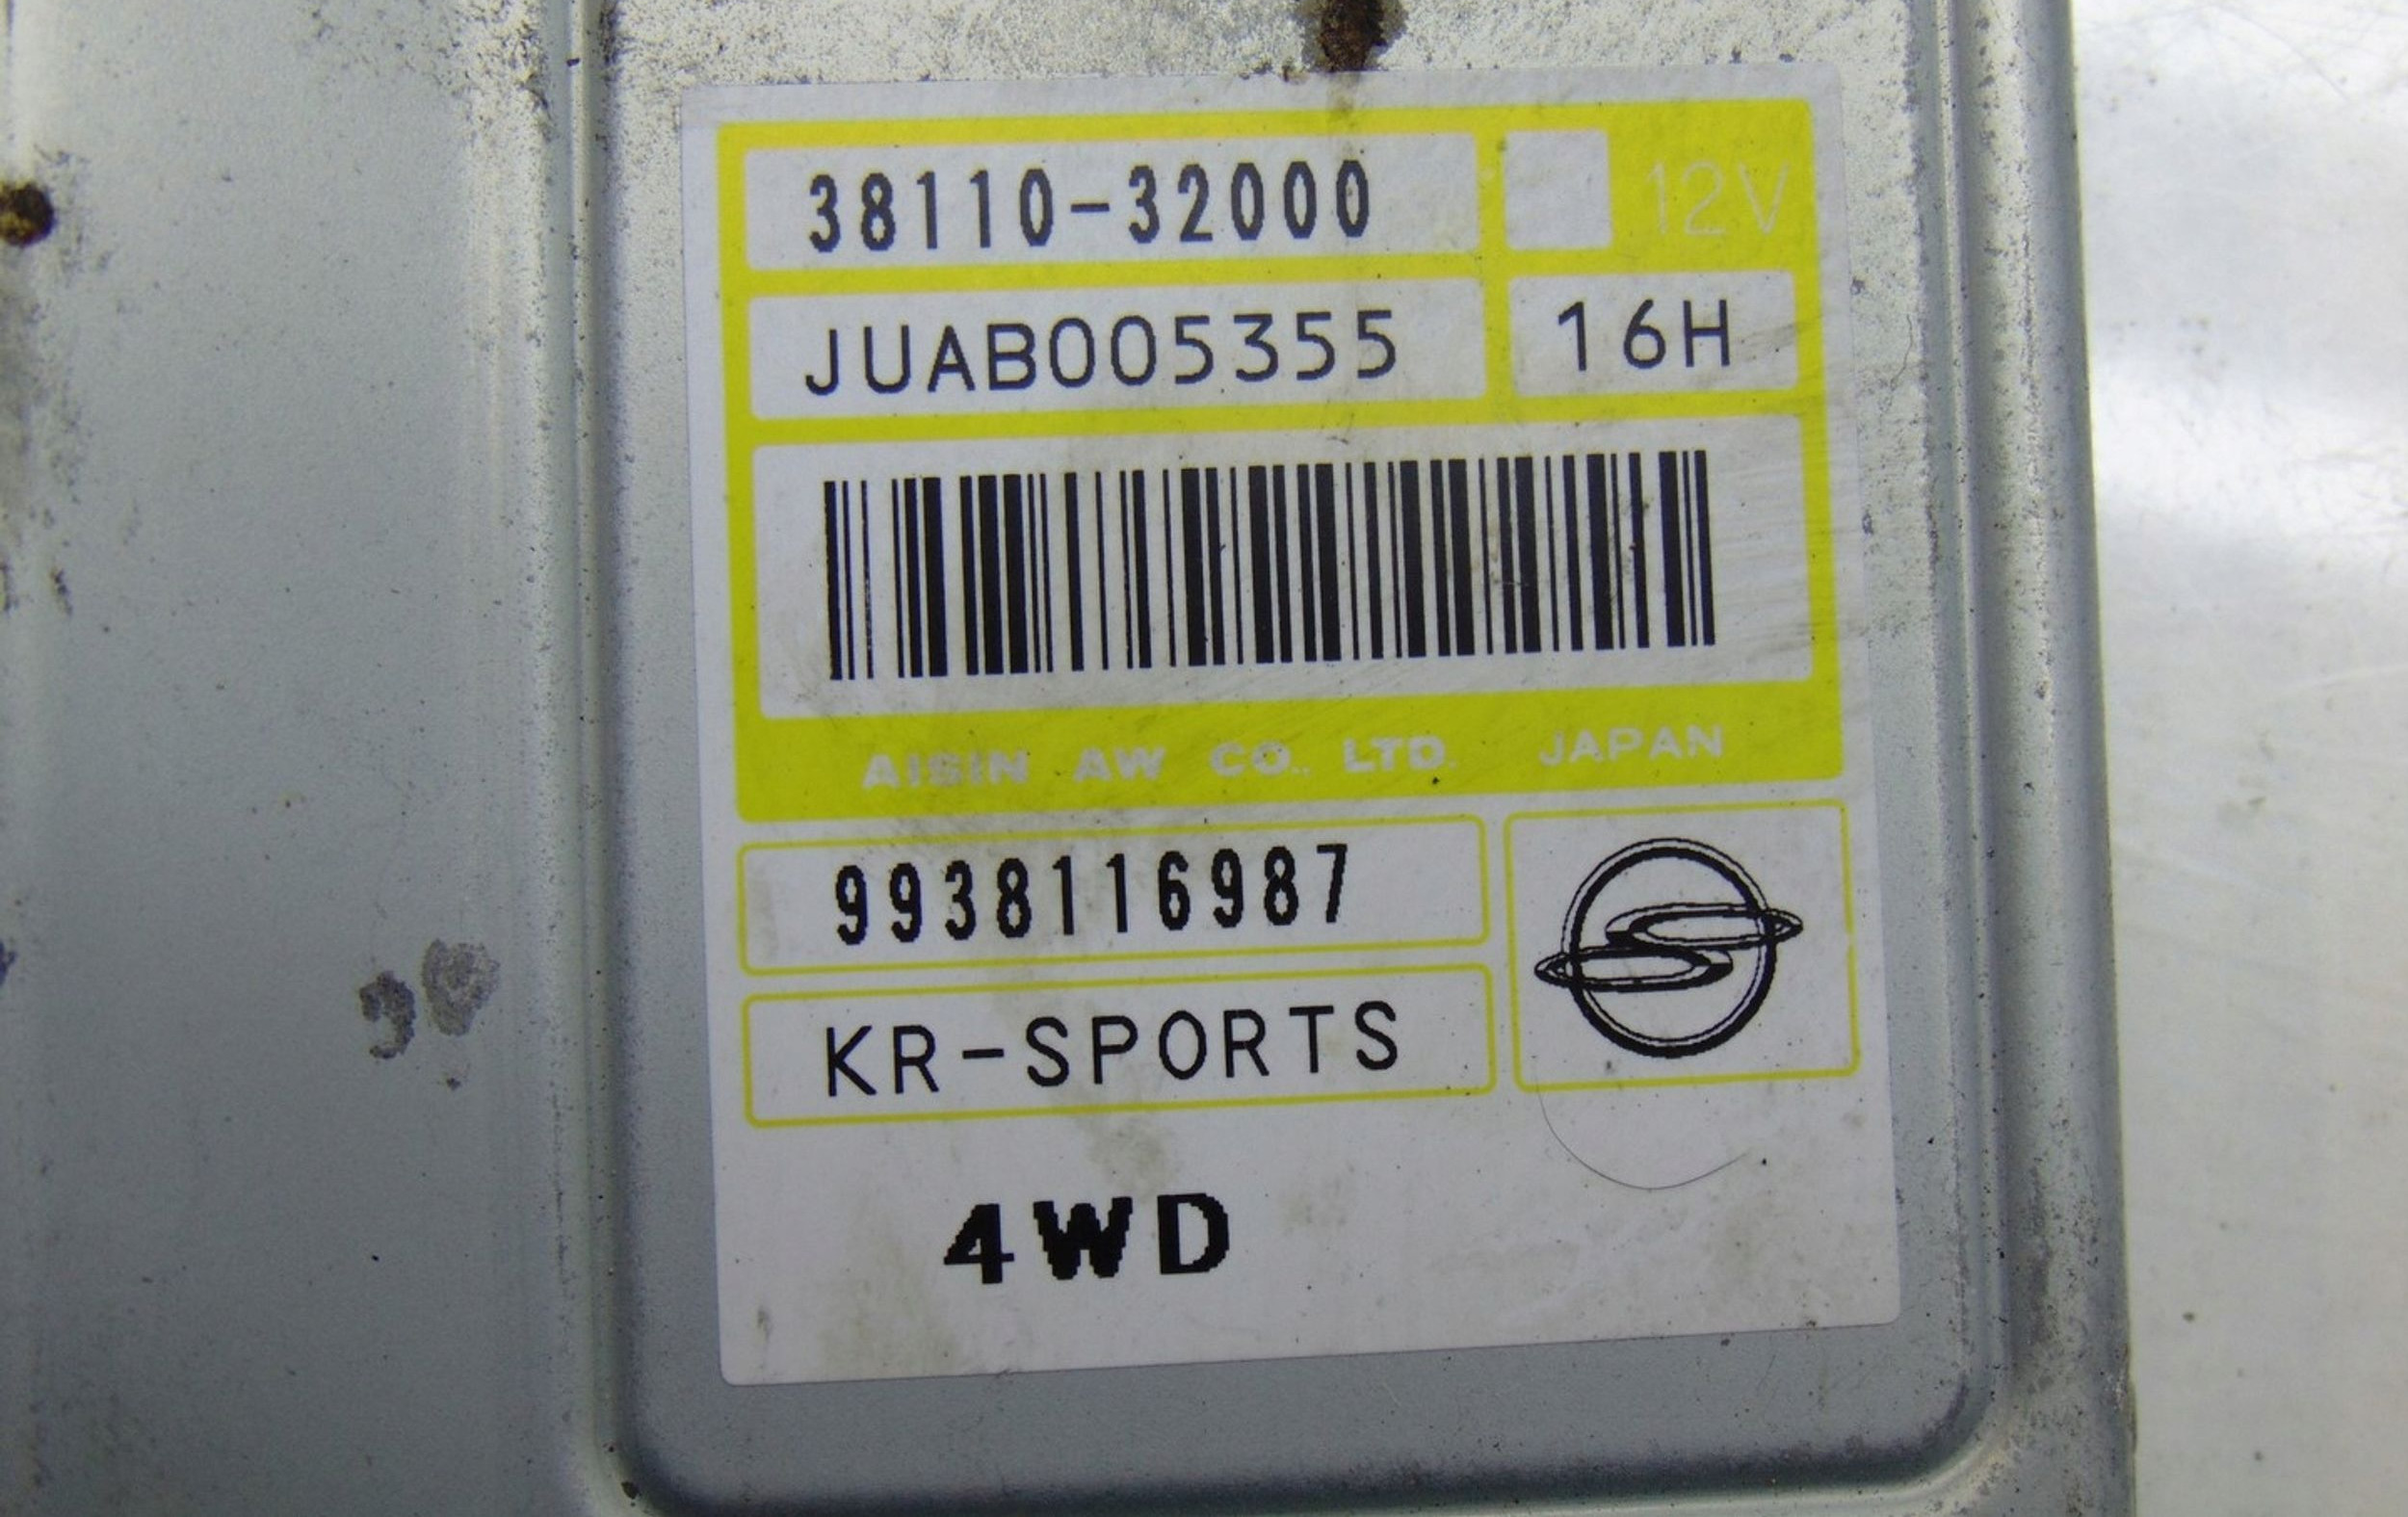 38110-32000 12V
JUAB005355 16H
AISIN AW CO., LTD. JAPAN
9938116987
KR-SPORTS
4WD